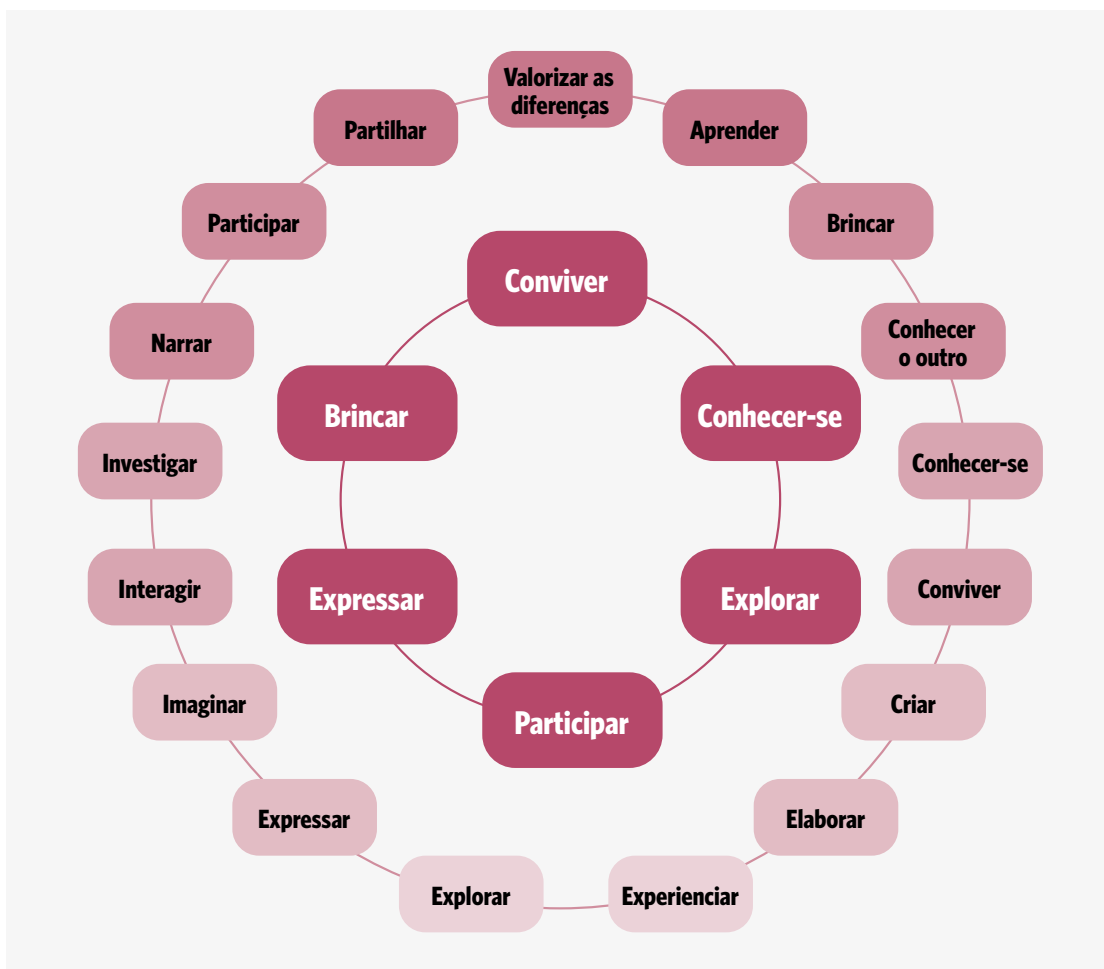 Valorizar as
diferenças
Aprender
Brincar
Conhecer
o outro
Conhecer-se
Conviver
Criar
Elaborar
Experienciar
Explorar
Expressar
Imaginar
Interagir
Investigar
Narrar
Participar
Partilhar
Conviver
Conhecer-se
Explorar
Participar
Expressar
Brincar